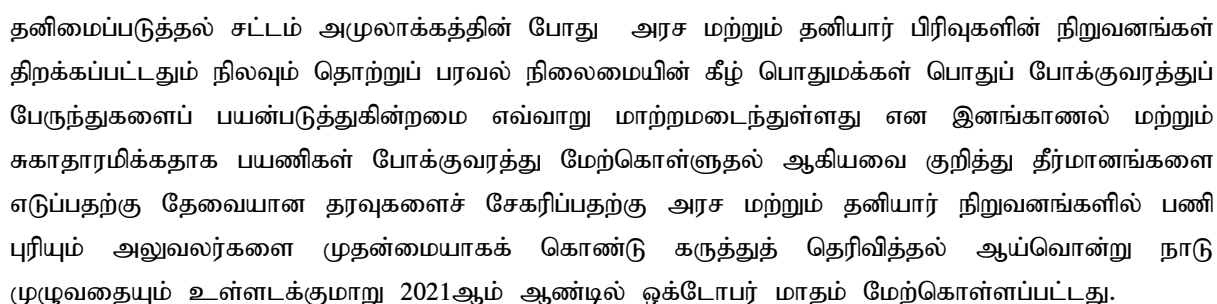 தனிமைப்படுத்தல் சட்டம் அமுலாக்கத்தின் போது அரச மற்றும் தனியார் பிரிவுகளின் நிறுவனங்கள்
திறக்கப்பட்டதும் நிலவும் தொற்றுப் பரவல் நிலைமையின் கீழ் பொதுமக்கள் பொதுப் போக்குவரத்துப்
பேருந்துகளைப் பயன்படுத்துகின்றமை எவ்வாறு மாற்றமடைந்துள்ளது என இனங்காணல் மற்றும்
சுகாதாரமிக்கதாக பயணிகள் போக்குவரத்து மேற்கொள்ளுதல் ஆகியவை குறித்து தீர்மானங்களை
எடுப்பதற்கு தேவையான தரவுகளைச் சேகரிப்பதற்கு அரச மற்றும் தனியார் நிறுவனங்களில் பணி
புரியும் அலுவலர்களை முதன்மையாகக் கொண்டு கருத்துத் தெரிவித்தல் ஆய்வொன்று நாடு
முழுவதையும் உள்ளடக்குமாறு 2021ஆம் ஆண்டில் ஒக்டோபர் மாதம் மேற்கொள்ளப்பட்டது.